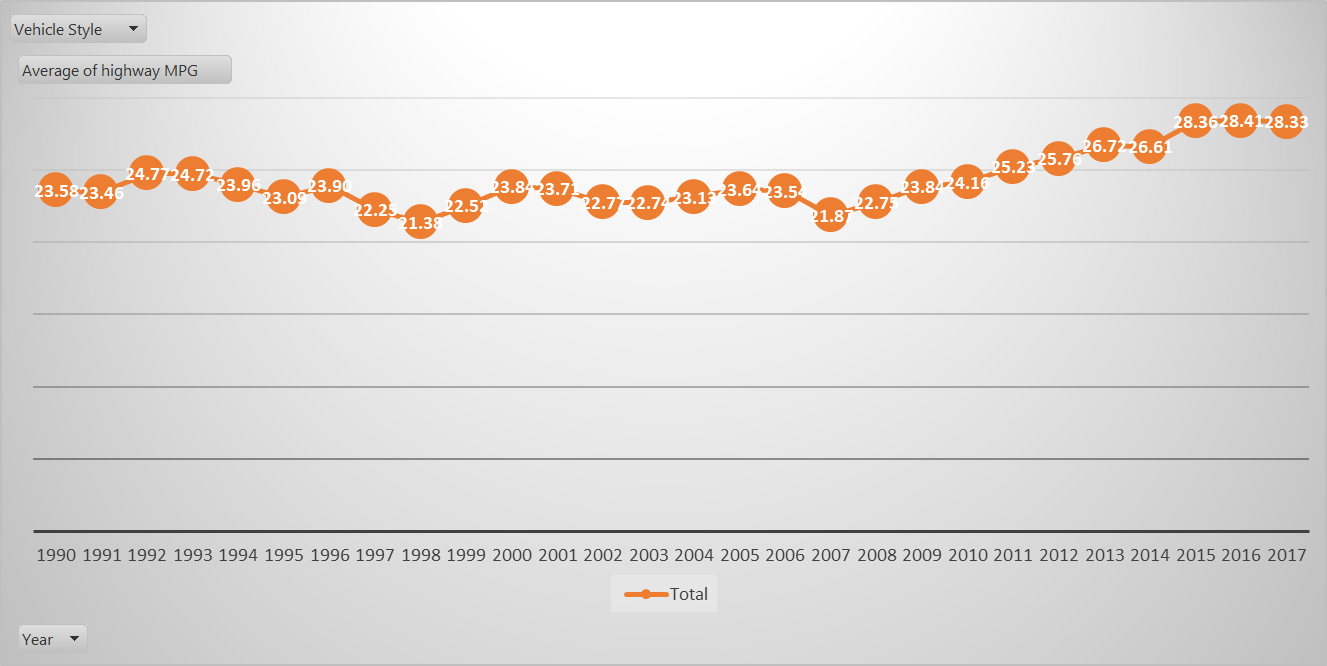 Vehicle Style
Average of highway MPG
23.58 23.46 24.77 24.72 23.96 23.09 23.90 22.25 21.38 22.52 23.84 23.71 22.77 22.74 23.13 23.64 23.54 21.87 22.75 23.84 24.16 25.23 25.76 26.72 26.61 28.36 28.41 28.33
1990 1991 1992 1993 1994 1995 1996 1997 1998 1999 2000 2001 2002 2003 2004 2005 2006 2007 2008 2009 2010 2011 2012 2013 2014 2015 2016 2017
Total
Year